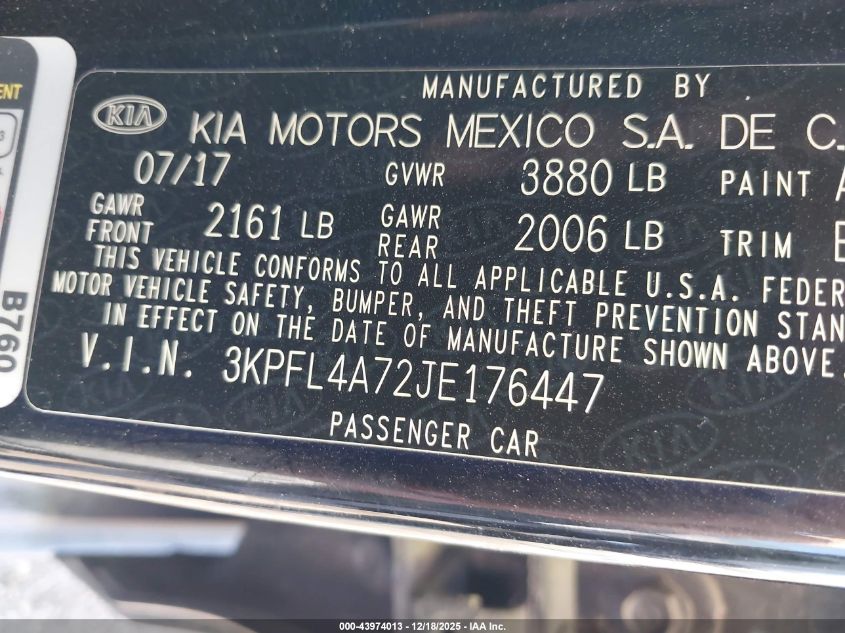 MANUFACTURED BY
KIA KIA MOTORS MEXICO S.A. DE C.
07/17 GVWR 3880 LB PAINT A
GAWR FRONT 2161 LB GAWR REAR 2006 LB TRIM E
THIS VEHICLE CONFORMS TO ALL APPLICABLE U.S.A. FEDER
MOTOR VEHICLE SAFETY, BUMPER, AND THEFT PREVENTION STAN
IN EFFECT ON THE DATE OF MANUFACTURE SHOWN ABOVE.
V.I.N. 3KPFL4A72JE176447
PASSENGER CAR
B760
000-43974013 - 12/18/2025 - IAA Inc.